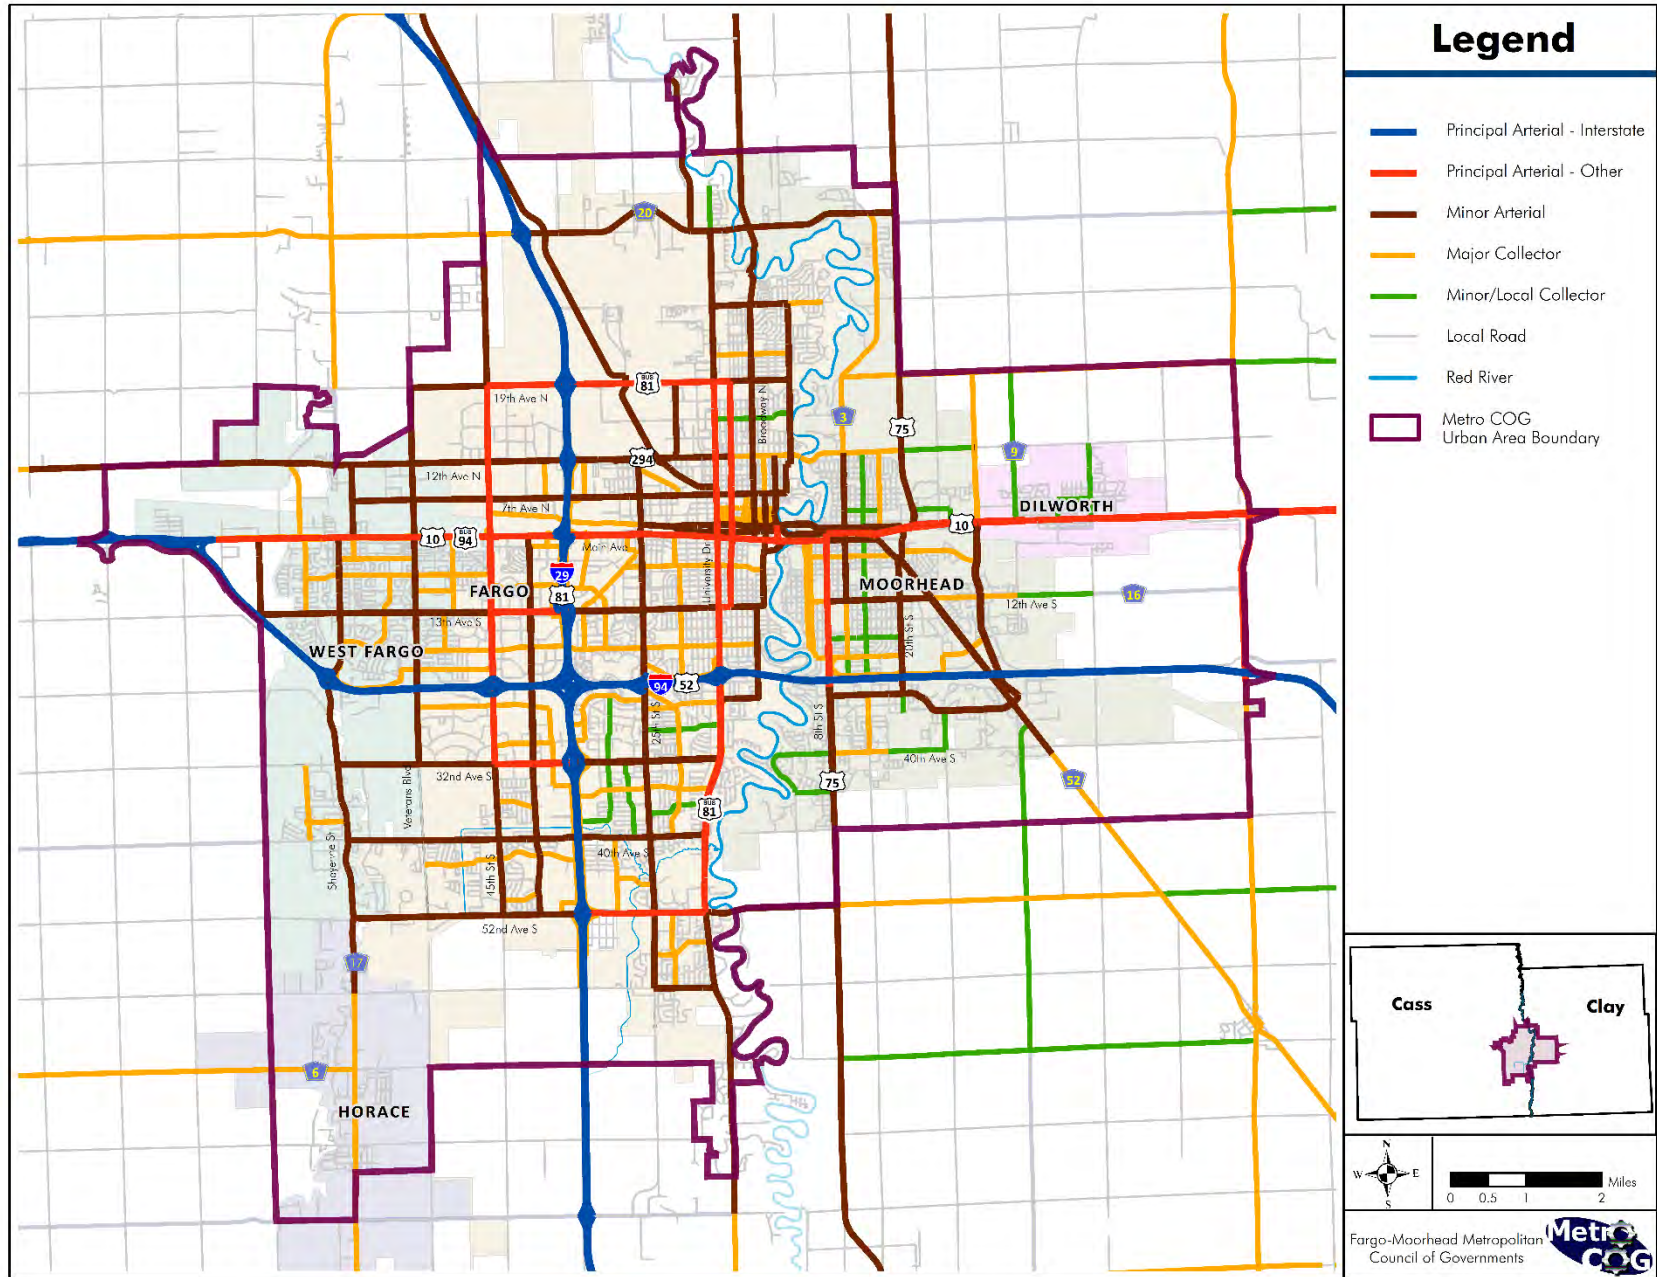 Legend
Principal Arterial - Interstate
Principal Arterial - Other
Minor Arterial
Major Collector
Minor/Local Collector
Local Road
Red River
Metro COG
Urban Area Boundary
20
BUS
81
19th Ave N
Broadway N
3
75
294
9
12th Ave N
7th Ave N
DILWORTH
10
10
BUS
94
Main Ave
University Dr
29
81
FARGO
MOORHEAD
16
12th Ave S
13th Ave S
20th St S
WEST FARGO
94
52
25th St S
8th St S
40th Ave S
32nd Ave S
Veterans Blvd
75
52
BUS
81
Sheyenne St
45th St S
40th Ave S
52nd Ave S
17
6
HORACE
Cass
Clay
N
W
E
S
0
0.5
1
2
Miles
Fargo-Moorhead Metropolitan
Council of Governments
Metro
COG